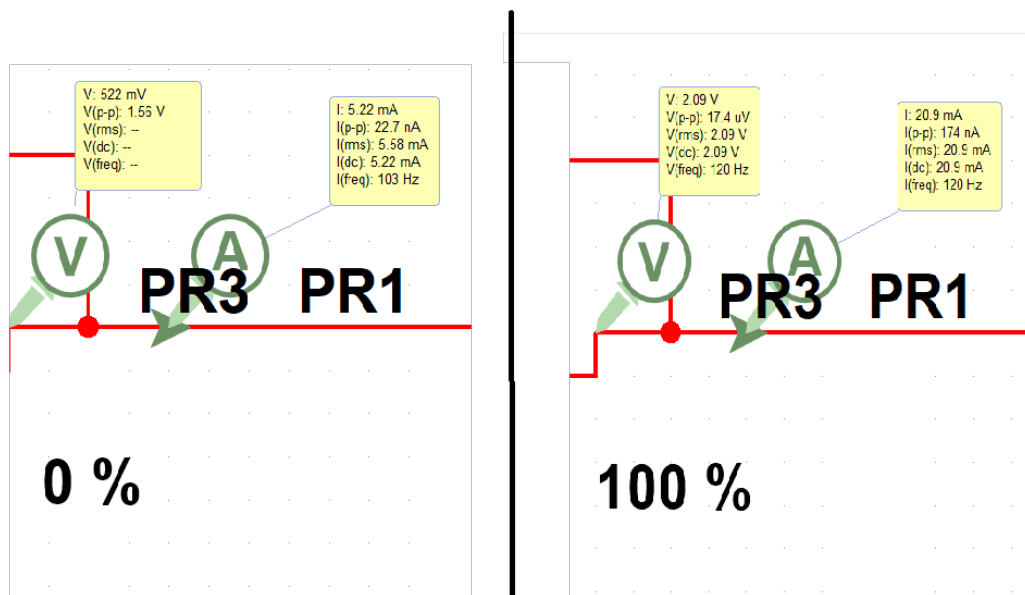 V: 522 mV
V(p-p): 1.56 V
V(rms): --
V(dc): --
V(freq): --
I: 5.22 mA
I(p-p): 22.7 nA
I(rms): 5.58 mA
I(dc): 5.22 mA
I(freq): 103 Hz
V
A
PR3 PR1
0 %
V: 2.09 V
V(p-p): 17.4 uV
V(rms): 2.09 V
V(dc): 2.09 V
V(freq): 120 Hz
I: 20.9 mA
I(p-p): 174 nA
I(rms): 20.9 mA
I(dc): 20.9 mA
I(freq): 120 Hz
V
A
PR3 PR1
100 %